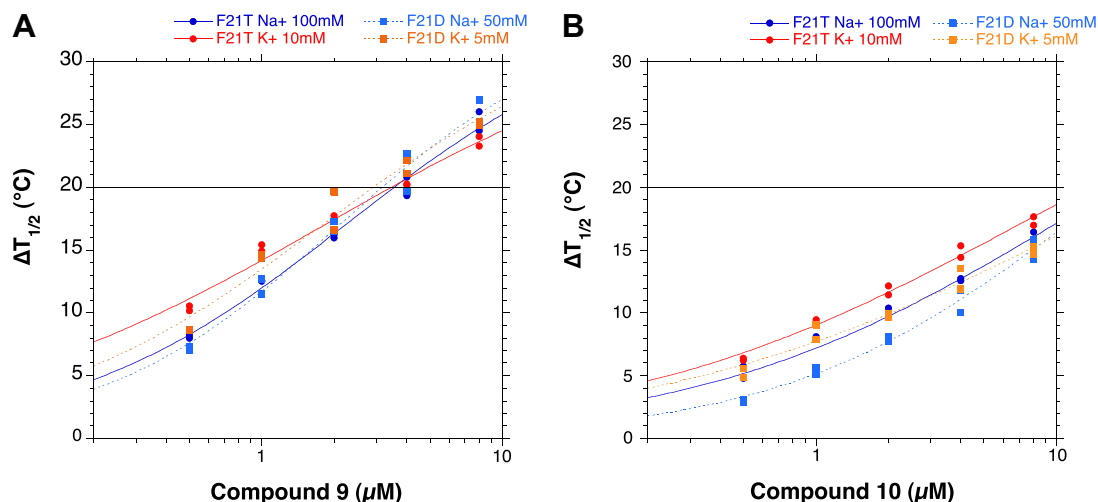 A
F21T Na+ 100mM
F21D Na+ 50mM
F21T K+ 10mM
F21D K+ 5mM
30
25
20
15
10
5
0
ΔT1/2 (°C)
1
10
Compound 9 (µM)
B
F21T Na+ 100mM
F21D Na+ 50mM
F21T K+ 10mM
F21D K+ 5mM
30
25
20
15
10
5
0
ΔT1/2 (°C)
1
10
Compound 10 (µM)